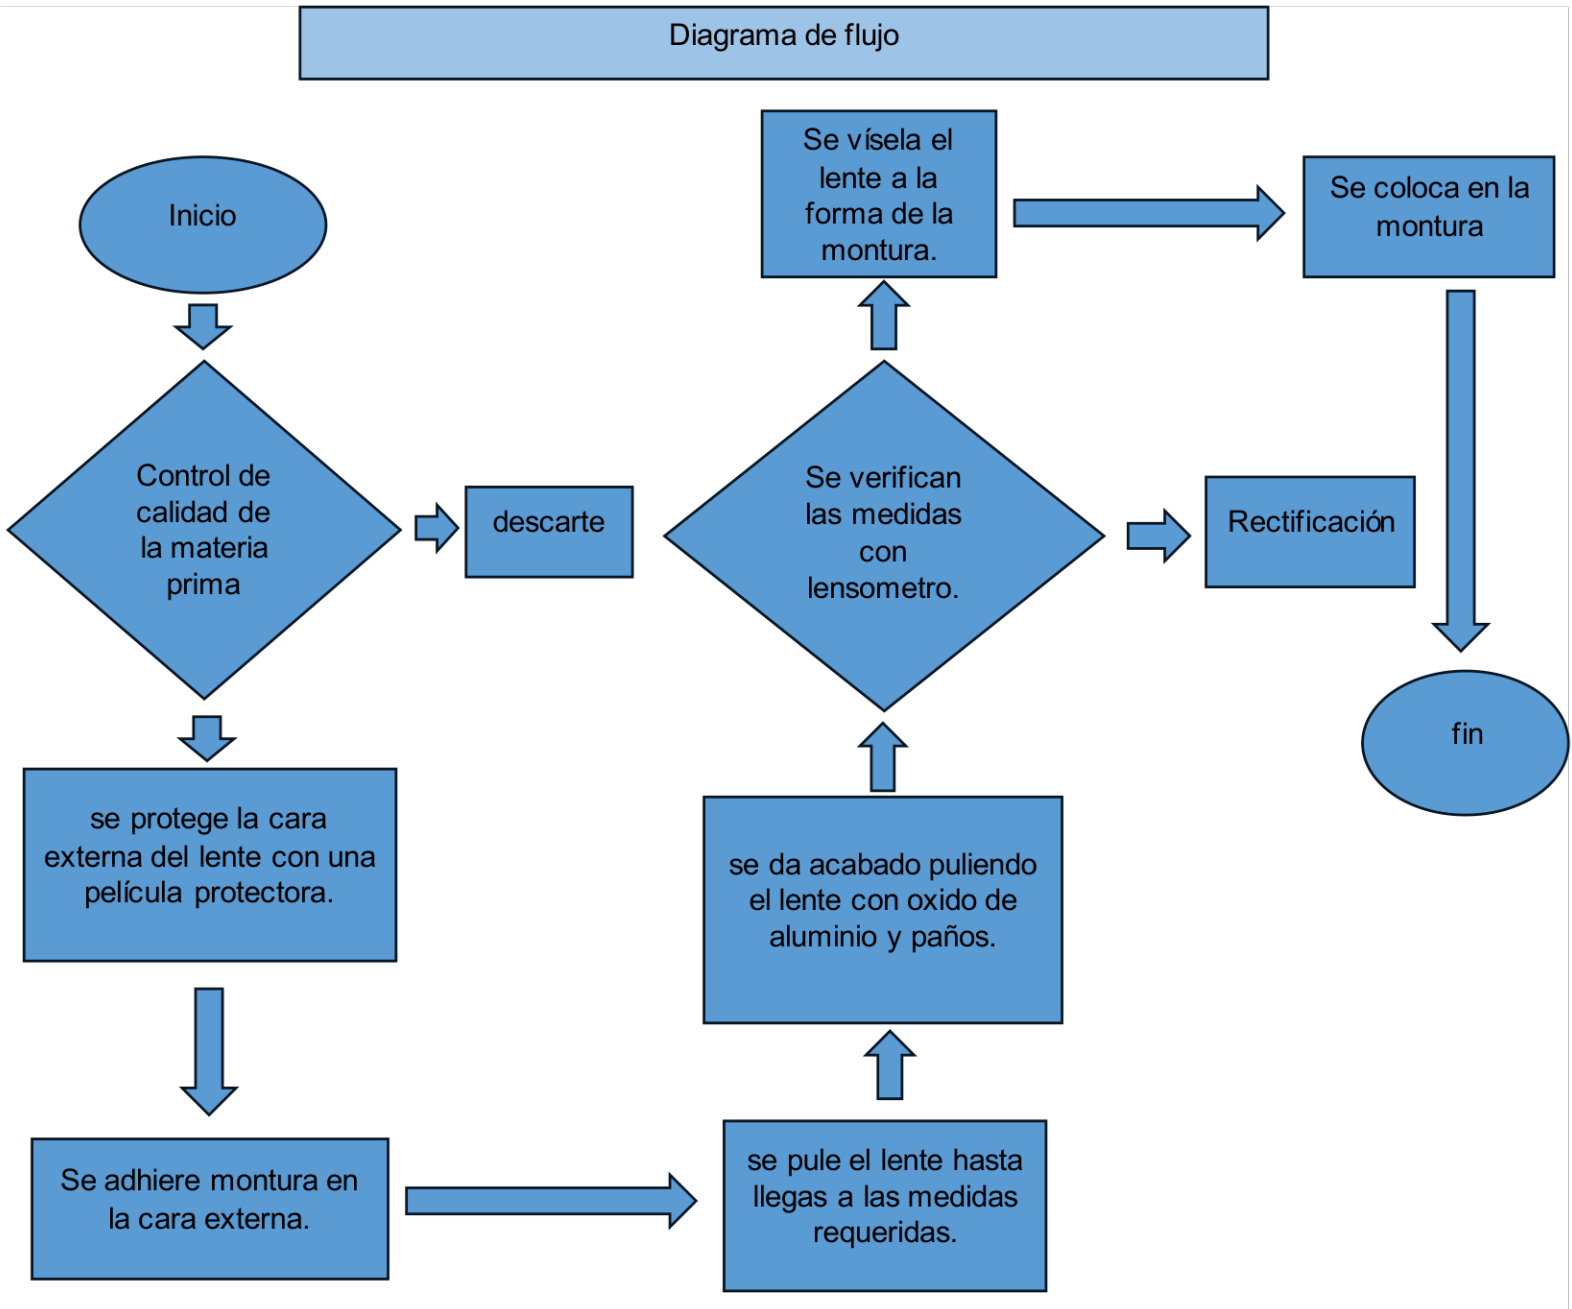 Diagrama de flujo
Inicio
Control de
calidad de
la materia
prima
descarte
se protege la cara
externa del lente con una
película protectora.
Se adhiere montura en
la cara externa.
se pule el lente hasta
llegas a las medidas
requeridas.
se da acabado puliendo
el lente con oxido de
aluminio y paños.
Se verifican
las medidas
con
lensometro.
Rectificación
Se vísela el
lente a la
forma de la
montura.
Se coloca en la
montura
fin